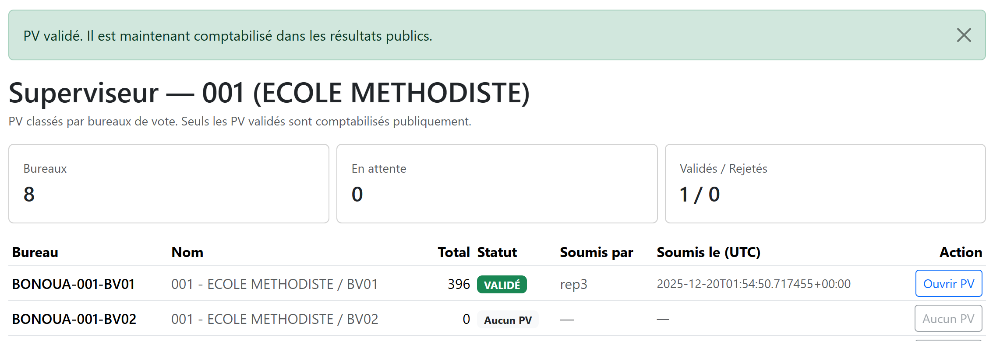 PV validé. Il est maintenant comptabilisé dans les résultats publics.
Superviseur — 001 (ECOLE METHODISTE)
PV classés par bureaux de vote. Seuls les PV validés sont comptabilisés publiquement.
Bureaux
8
En attente
0
Validés / Rejetés
1 / 0
Bureau Nom Total Statut Soumis par Soumis le (UTC) Action
BONOUA-001-BV01 001 - ECOLE METHODISTE / BV01 396 VALIDÉ rep3 2025-12-20T01:54:50.717455+00:00 Ouvrir PV
BONOUA-001-BV02 001 - ECOLE METHODISTE / BV02 0 Aucun PV — — Aucun PV